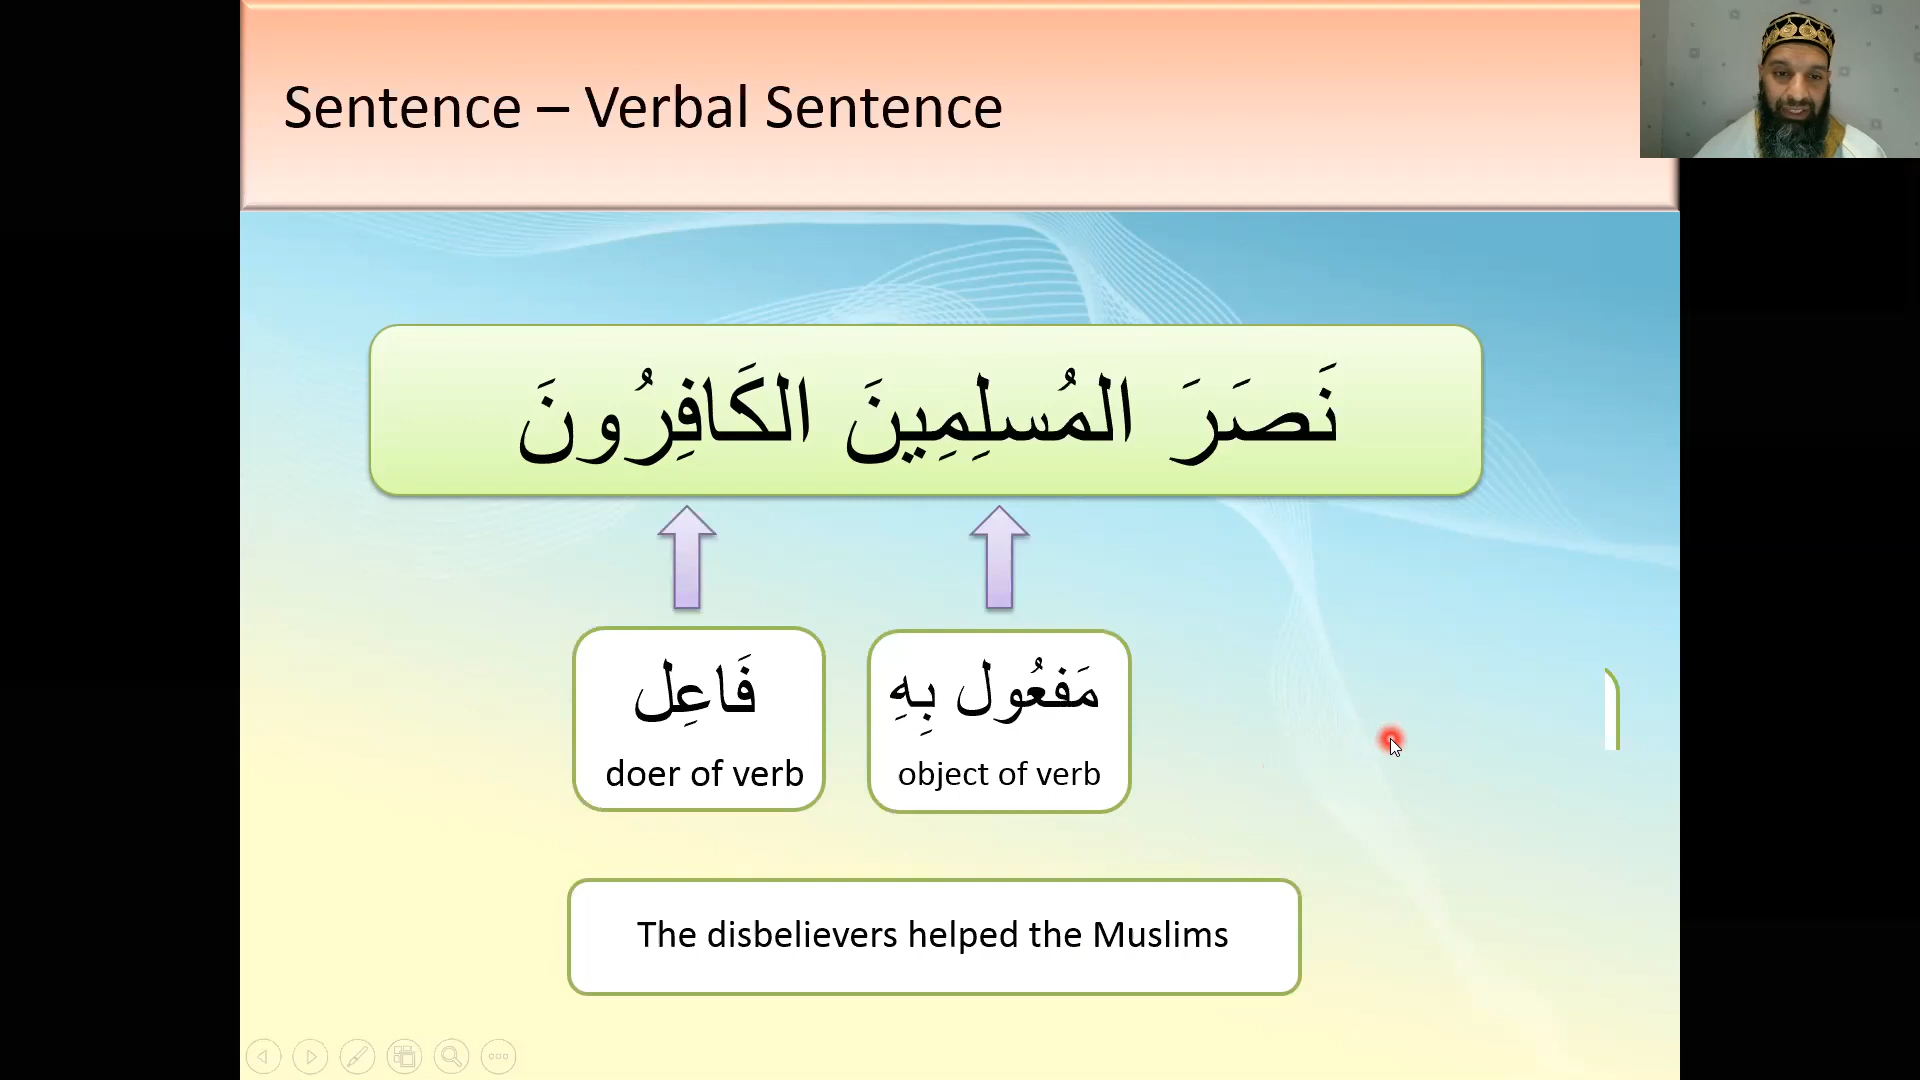 Sentence – Verbal Sentence
نَصَرَ المُسلِمِينَ الكَافِرُونَ
مَفعُول بِهِ
object of verb
فَاعِل
doer of verb
The disbelievers helped the Muslims